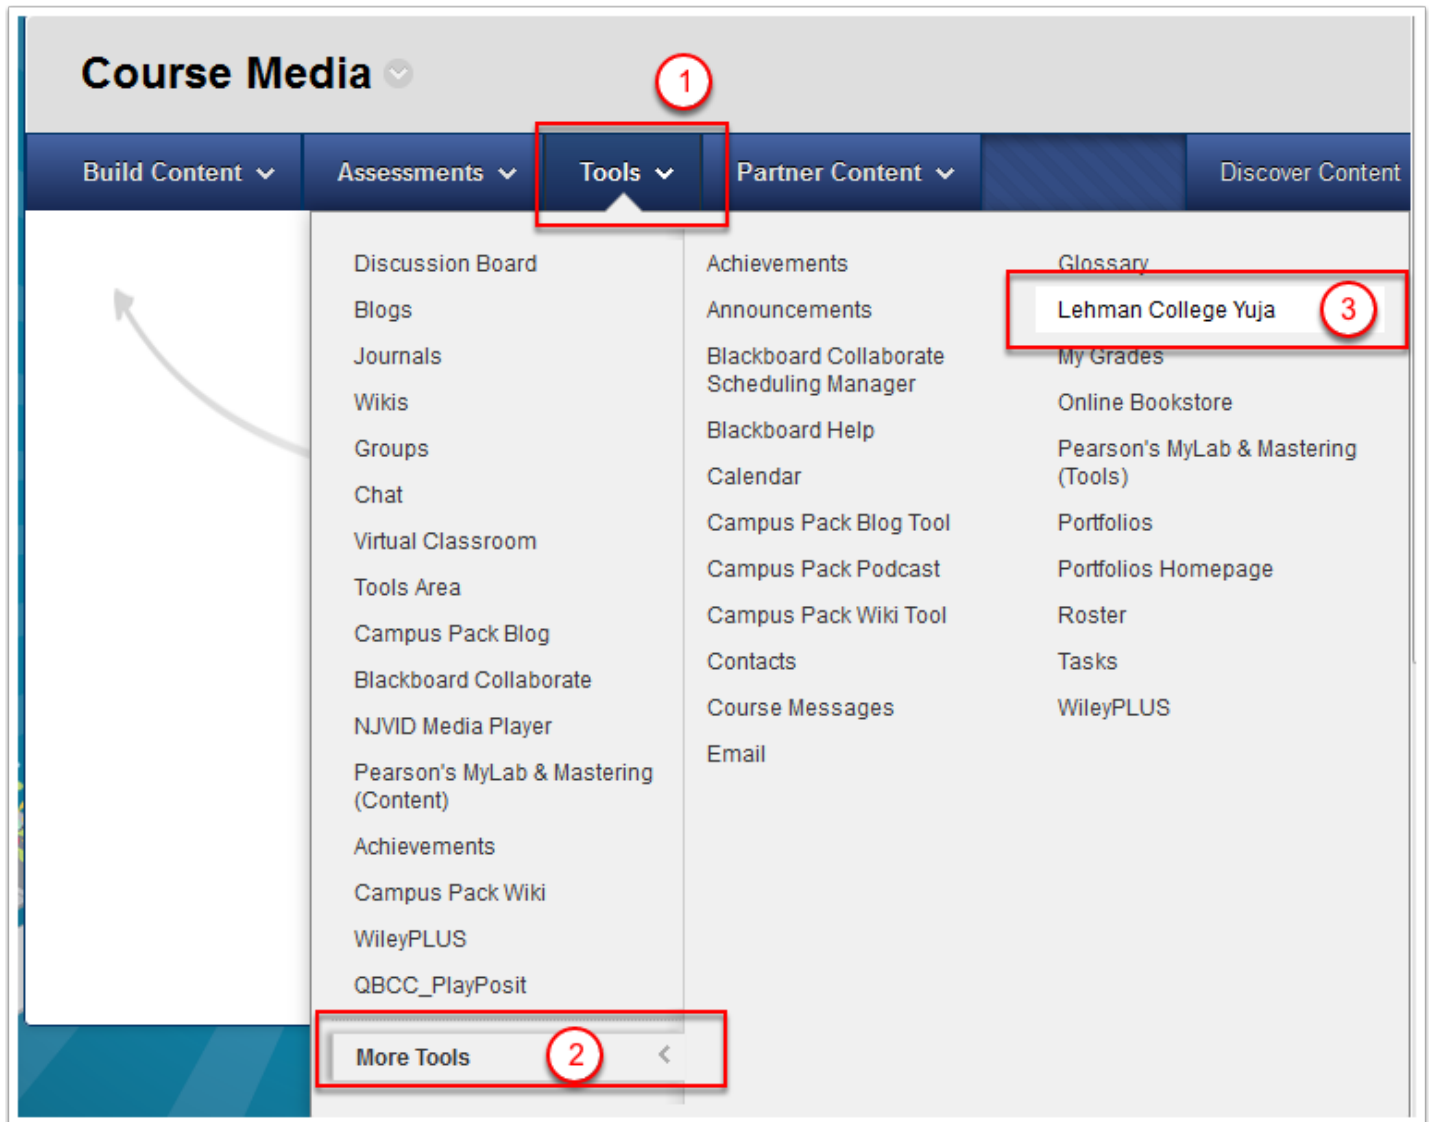 Course Media
1
Build Content
Assessments
Tools
Partner Content
Discover Content
Discussion Board
Blogs
Journals
Wikis
Groups
Chat
Virtual Classroom
Tools Area
Campus Pack Blog
Blackboard Collaborate
NJVID Media Player
Pearson's MyLab & Mastering
(Content)
Achievements
Campus Pack Wiki
WileyPLUS
QBCC_PlayPosit
More Tools
2
Achievements
Announcements
Blackboard Collaborate
Scheduling Manager
Blackboard Help
Calendar
Campus Pack Blog Tool
Campus Pack Podcast
Campus Pack Wiki Tool
Contacts
Course Messages
Email
Glossary
Lehman College Yuja
3
My Grades
Online Bookstore
Pearson's MyLab & Mastering
(Tools)
Portfolios
Portfolios Homepage
Roster
Tasks
WileyPLUS